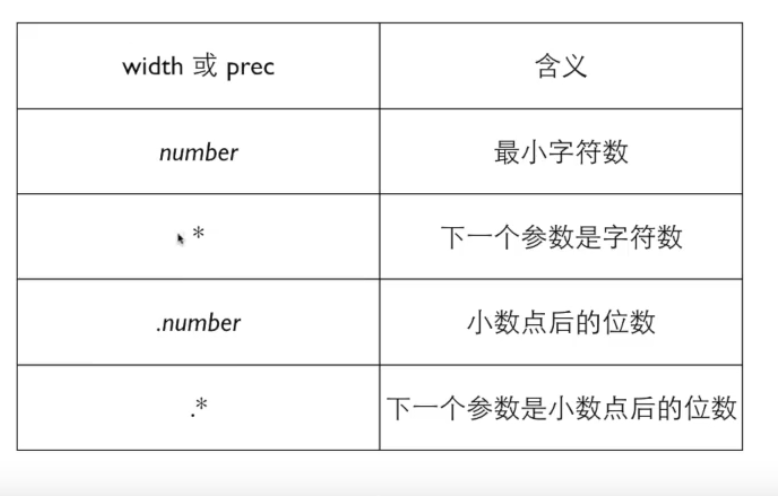 width 或 prec
含义
number
最小字符数
*
下一个参数是字符数
.number
小数点后的位数
.*
下一个参数是小数点后的位数